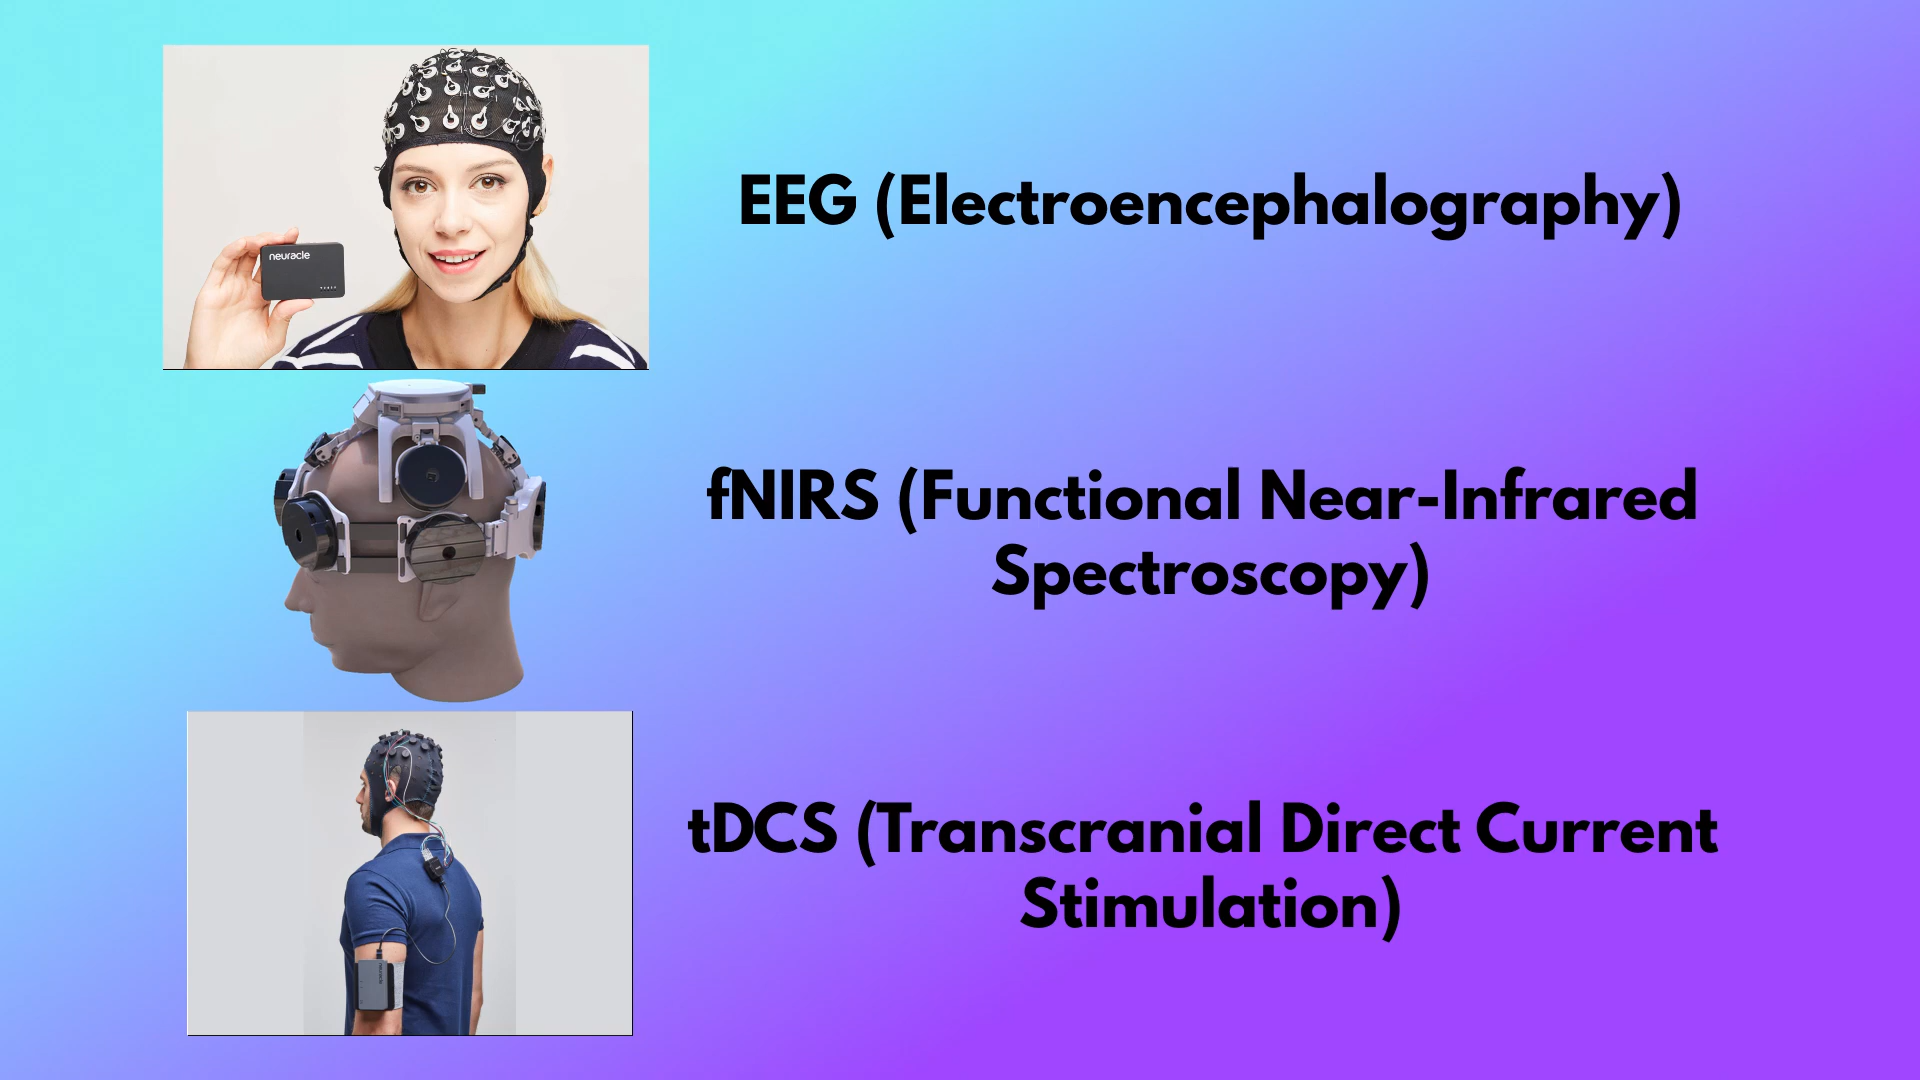 neuracle
EEG (Electroencephalography)
fNIRS (Functional Near-Infrared
Spectroscopy)
tDCS (Transcranial Direct Current
Stimulation)